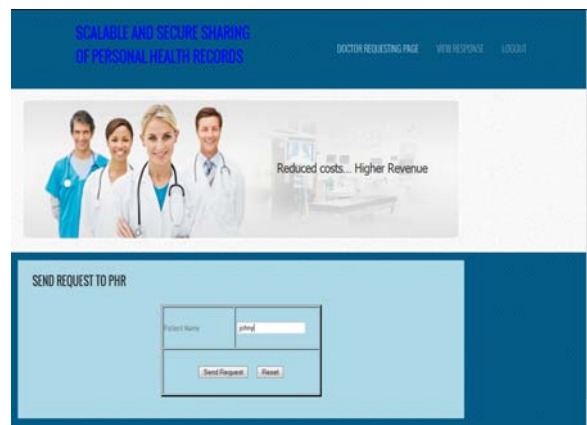 SCALABLE AND SECURE SHARING
OF PERSONAL HEALTH RECORDS
DOCTOR REQUESTING PAGE VIEW RESPONSE LOGOUT
Reduced costs... Higher Revenue
SEND REQUEST TO PHR
Patient Name johny
Send Request Reset